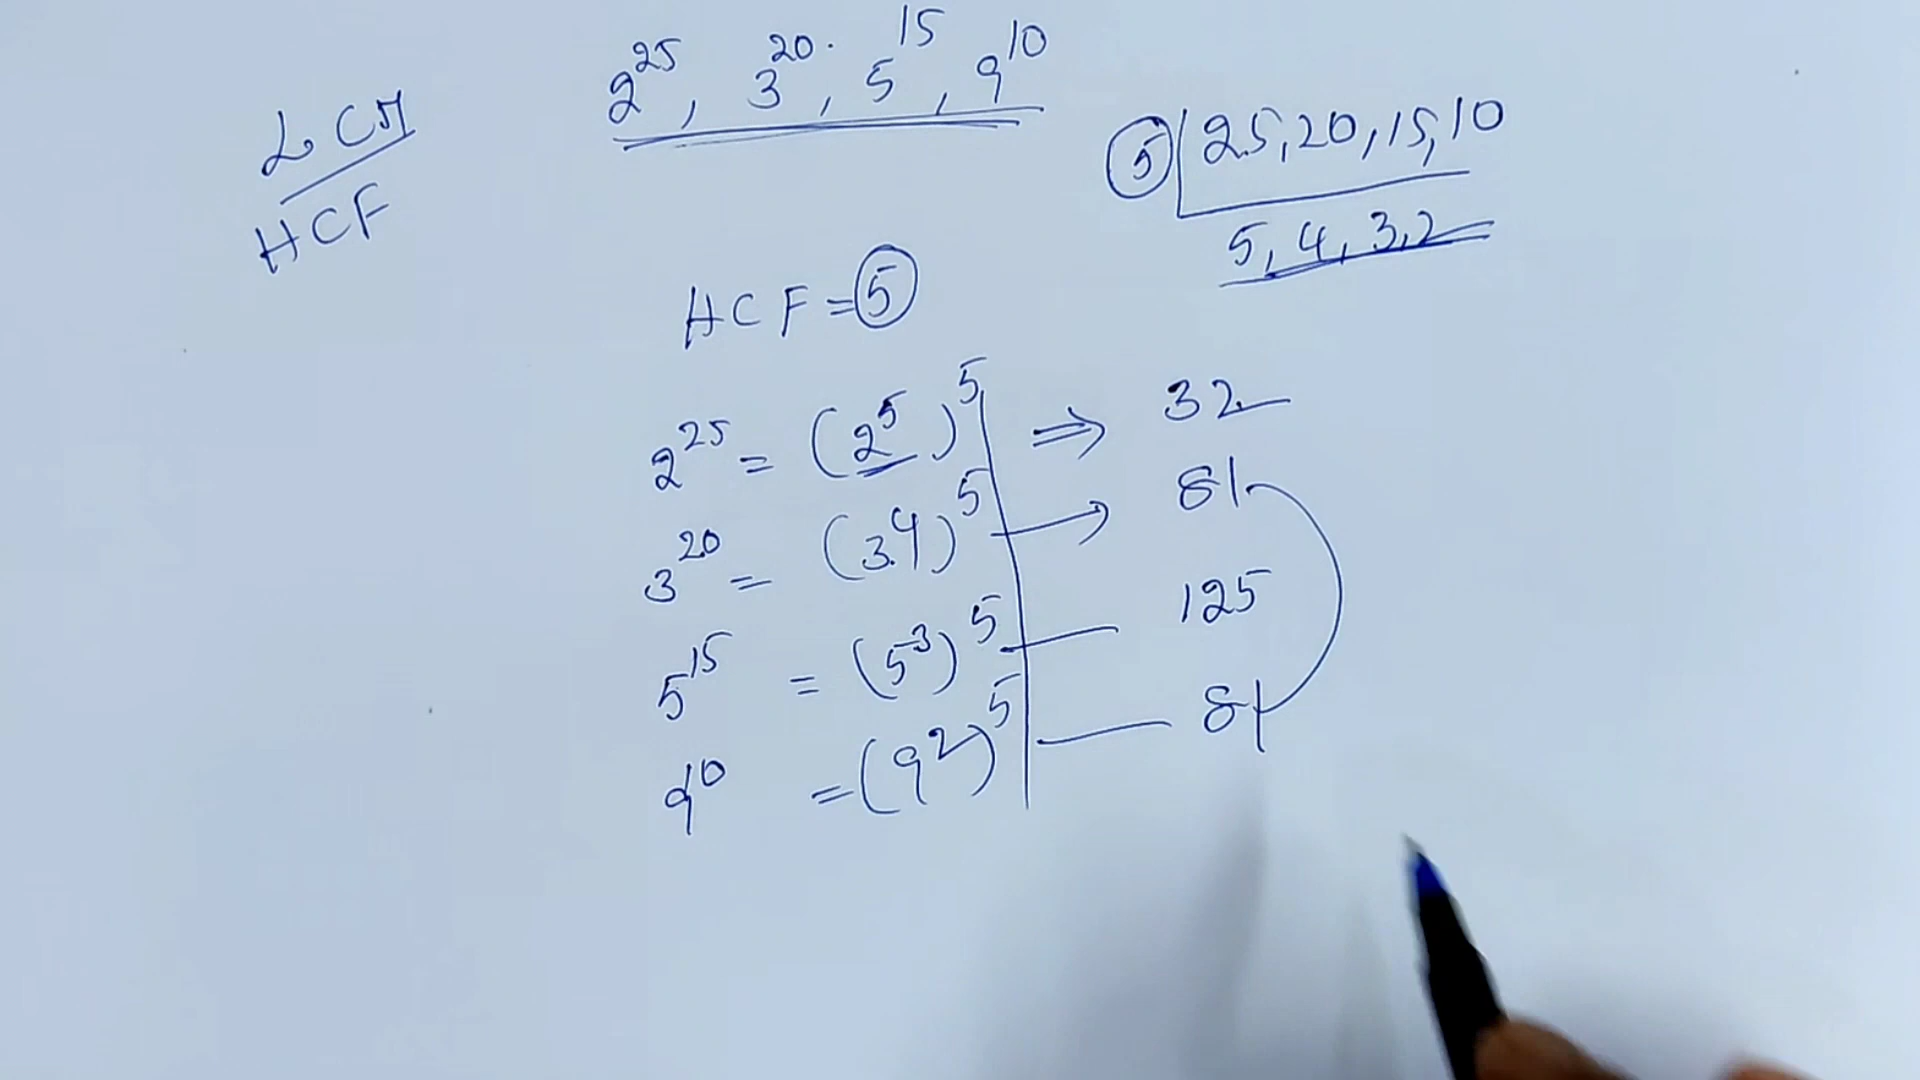 2^25, 3^20, 5^15, 9^10
LCM
HCF
5 | 25, 20, 15, 10
5, 4, 3, 2
HCF = 5
2^25 = (2^5)^5 ⇒ 32
3^20 = (3^4)^5 → 81
5^15 = (5^3)^5 — 125
9^10 = (9^2)^5 — 81